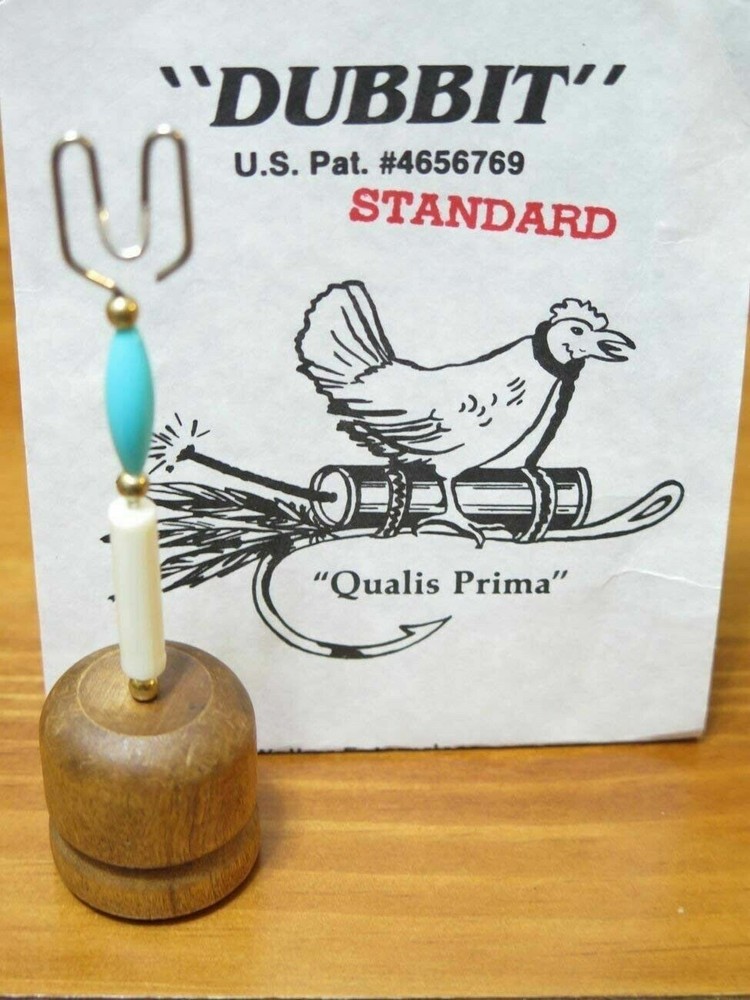 "DUBBIT"
U.S. Pat. #4656769
STANDARD
"Qualis Prima"